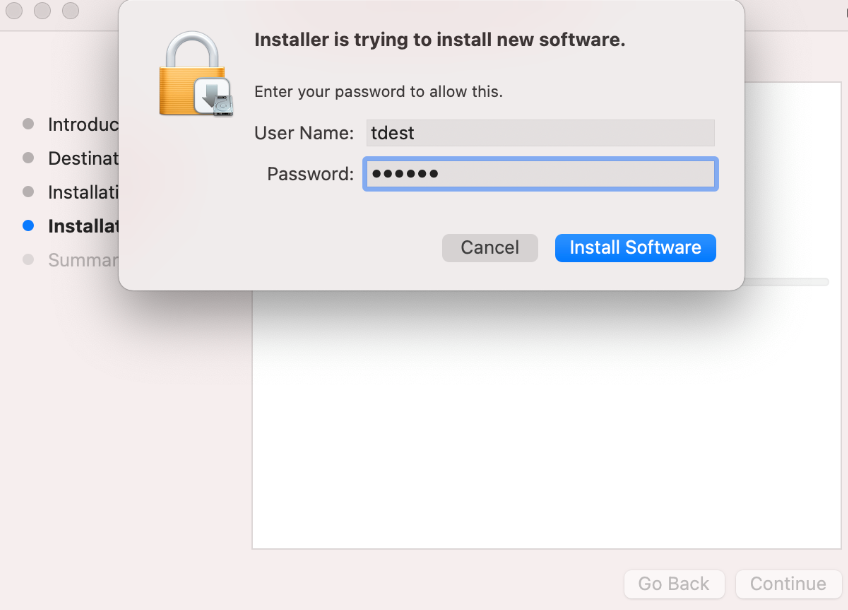 Installer is trying to install new software.
Enter your password to allow this.
User Name: tdest
Password: ••••••
Cancel Install Software
Introduc
Destinat
Installati
Installat
Summar
Go Back Continue